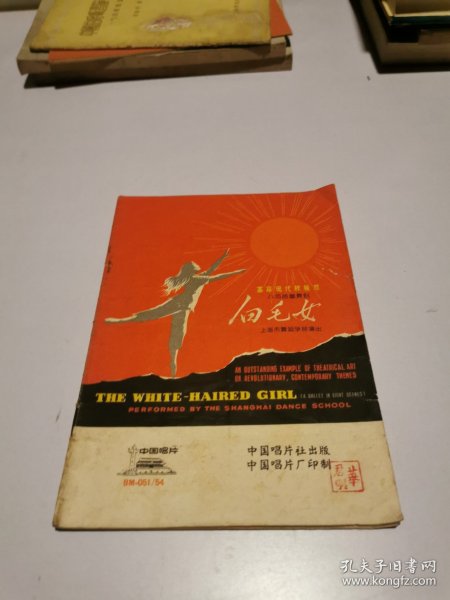 革命现代样板戏
八场芭蕾舞剧
白毛女
上海市舞蹈学校演出
AN OUTSTANDING EXAMPLE OF THEATRICAL ART
ON REVOLUTIONARY, CONTEMPORARY THEMES
THE WHITE-HAIRED GIRL (A BALLET IN EIGHT SCENES)
PERFORMED BY THE SHANGHAI DANCE SCHOOL
中国唱片
BM-051/54
中国唱片社出版
中国唱片厂印制
孔夫子旧书网
www.kongfz.com